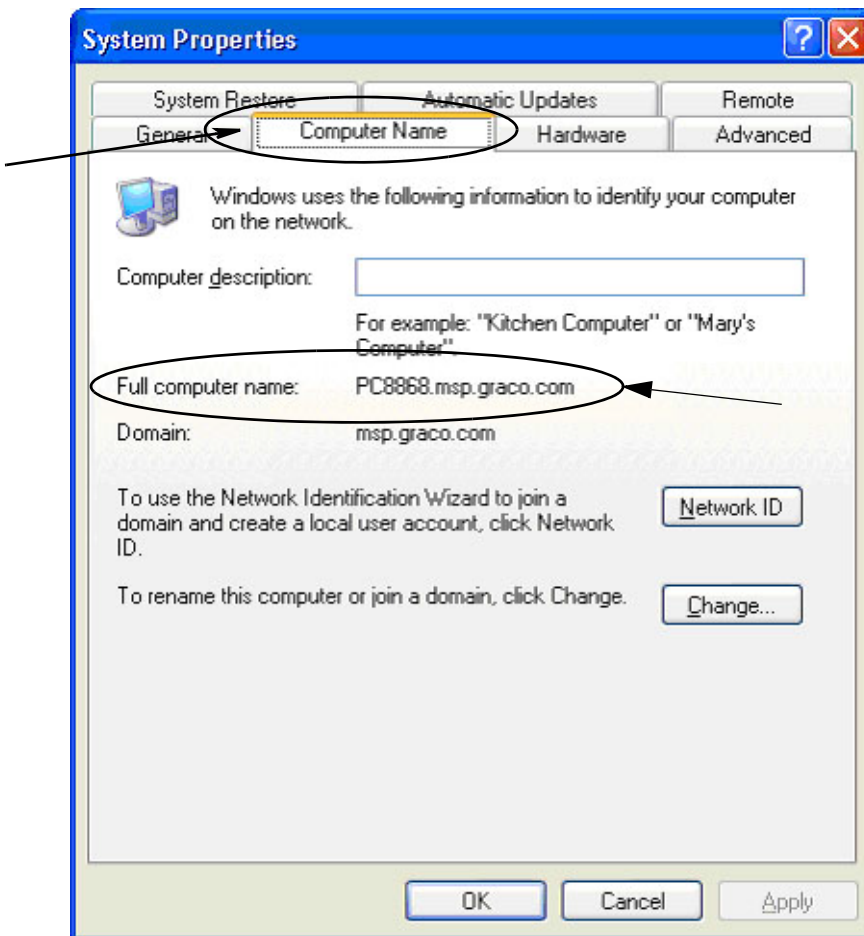 System Properties
System Restore Automatic Updates Remote
General Computer Name Hardware Advanced
Windows uses the following information to identify your computer
on the network.
Computer description:
For example: "Kitchen Computer" or "Mary's
Computer".
Full computer name: PC8868.msp.graco.com
Domain: msp.graco.com
To use the Network Identification Wizard to join a
domain and create a local user account, click Network
ID.
Network ID
To rename this computer or join a domain, click Change.
Change...
OK Cancel Apply